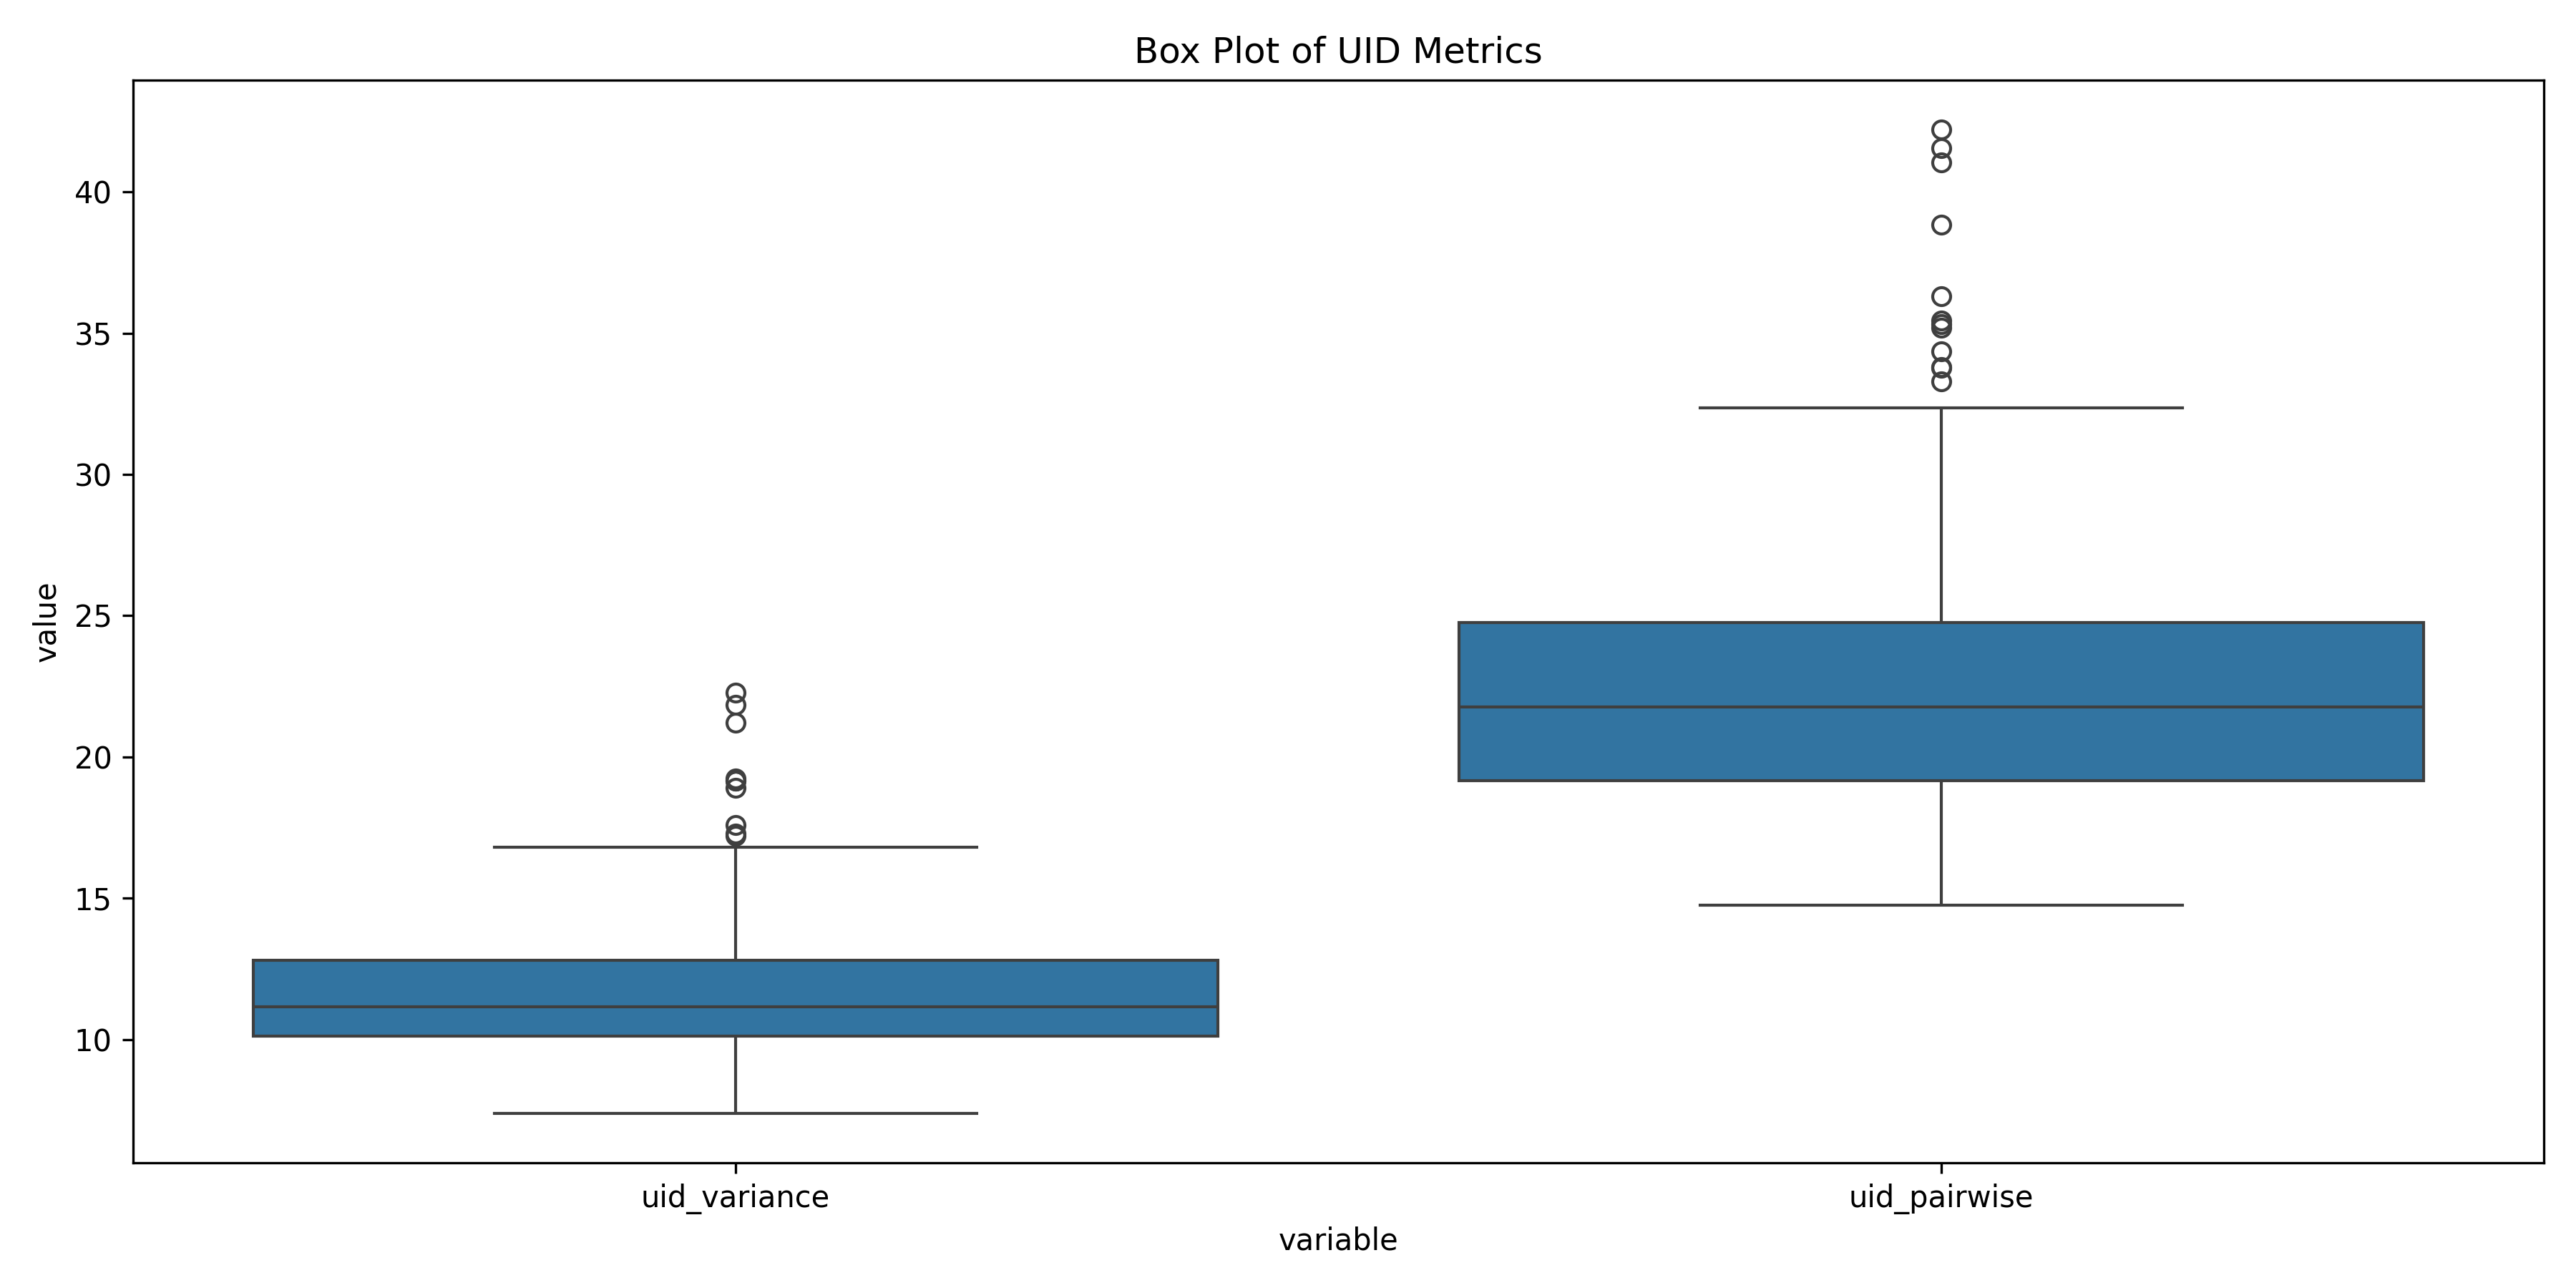 Box Plot of UID Metrics
value
40
35
30
25
20
15
10
uid_variance
uid_pairwise
variable